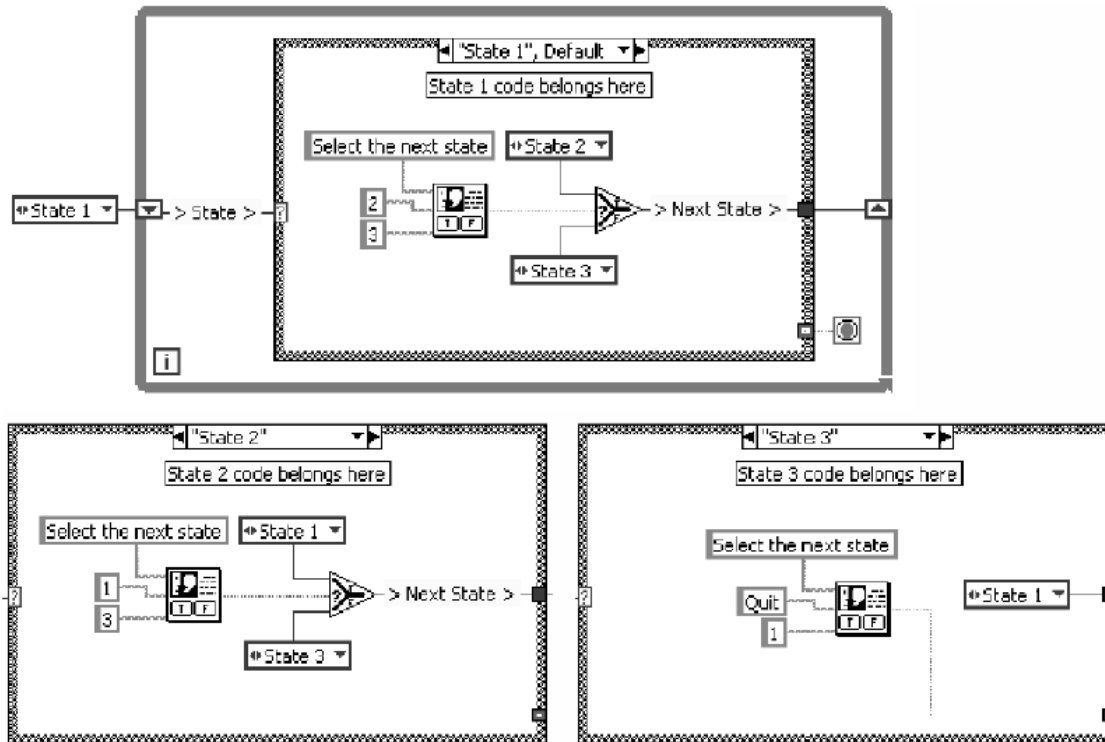 "State 1", Default
State 1 code belongs here
Select the next state
State 2
State 1
> State >
2
?
> Next State >
?
T F
3
State 3
i
"State 2"
State 2 code belongs here
Select the next state
State 1
1
?
> Next State >
?
T F
3
State 3
"State 3"
State 3 code belongs here
Select the next state
Quit
State 1
?
T F
1